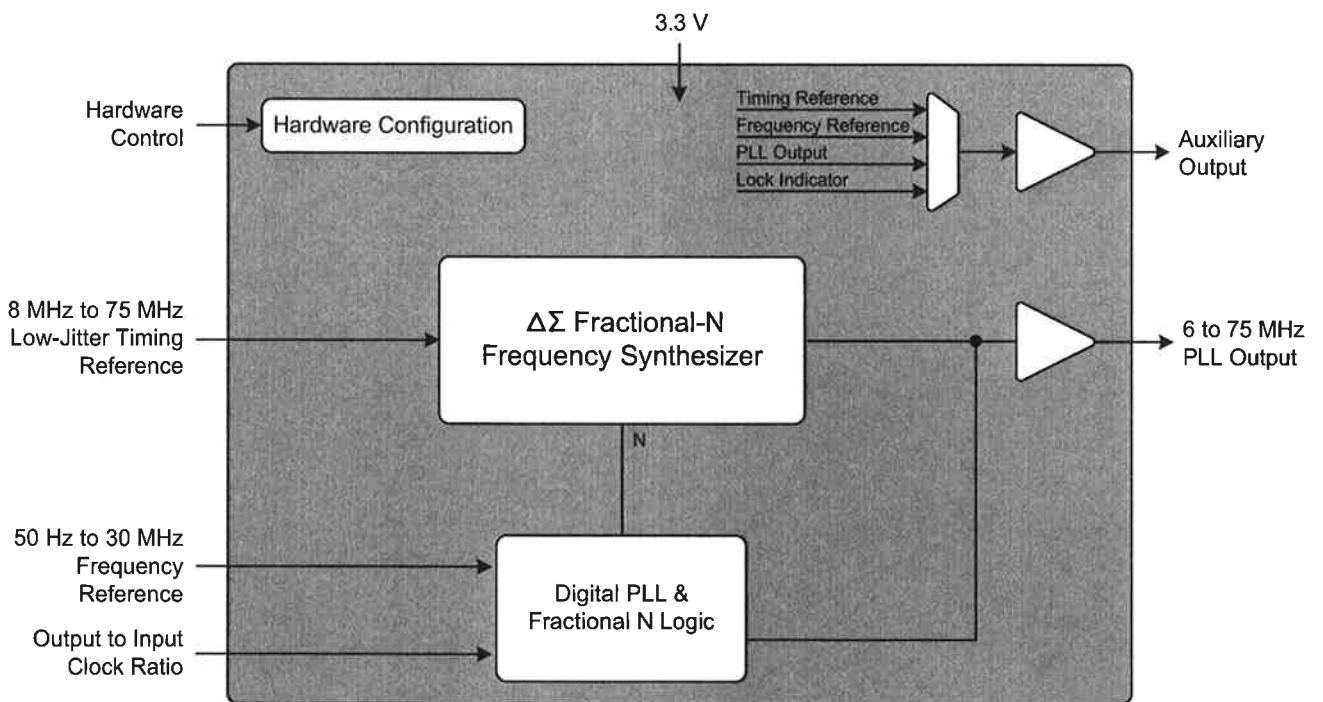 3.3 V
Hardware
Control
Hardware Configuration
Timing Reference
Frequency Reference
PLL Output
Lock Indicator
Auxiliary
Output
8 MHz to 75 MHz
Low-Jitter Timing
Reference
ΔΣ Fractional-N
Frequency Synthesizer
6 to 75 MHz
PLL Output
N
50 Hz to 30 MHz
Frequency
Reference
Digital PLL &
Fractional N Logic
Output to Input
Clock Ratio